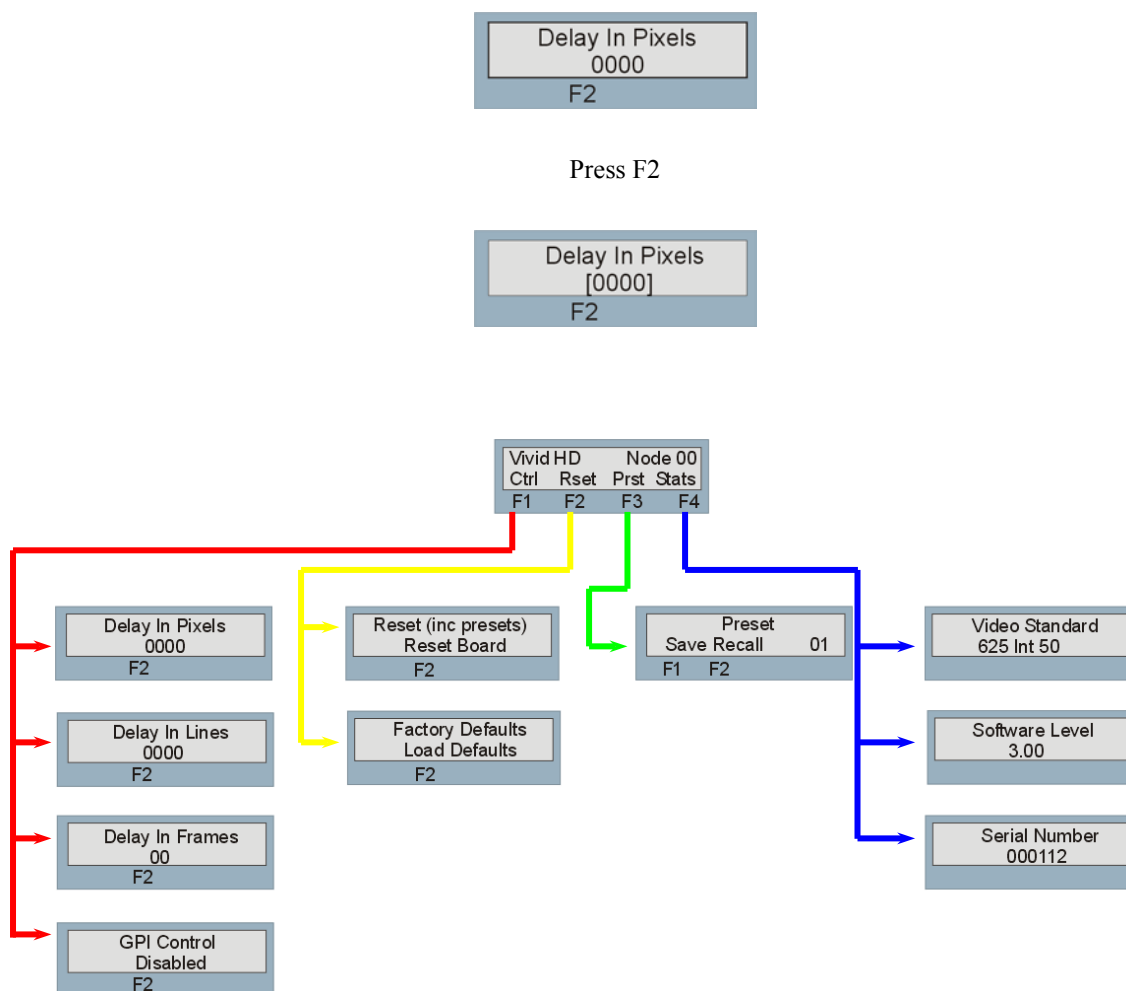 Delay In Pixels
0000
F2
Press F2
Delay In Pixels
[0000]
F2
Vivid HD Node 00
Ctrl Rset Prst Stats
F1 F2 F3 F4
Delay In Pixels
0000
F2
Delay In Lines
0000
F2
Delay In Frames
00
F2
GPI Control
Disabled
F2
Reset (inc presets)
Reset Board
F2
Factory Defaults
Load Defaults
F2
Preset
Save Recall 01
F1 F2
Video Standard
625 Int 50
Software Level
3.00
Serial Number
000112